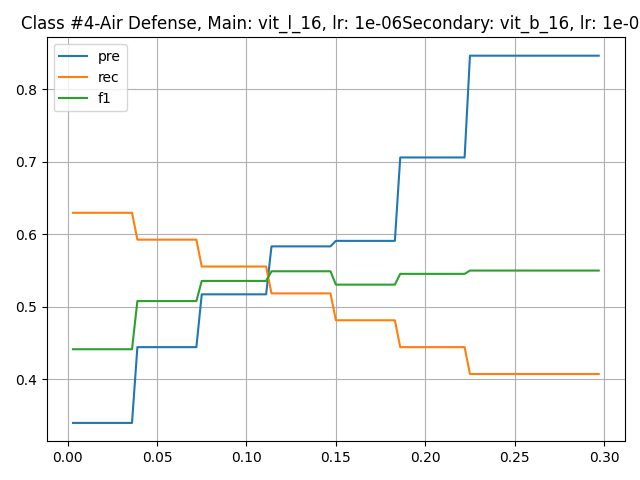 Class #4-Air Defense, Main: vit_l_16, lr: 1e-06Secondary: vit_b_16, lr: 1e-0
pre
rec
f1
0.8
0.7
0.6
0.5
0.4
0.00 0.05 0.10 0.15 0.20 0.25 0.30